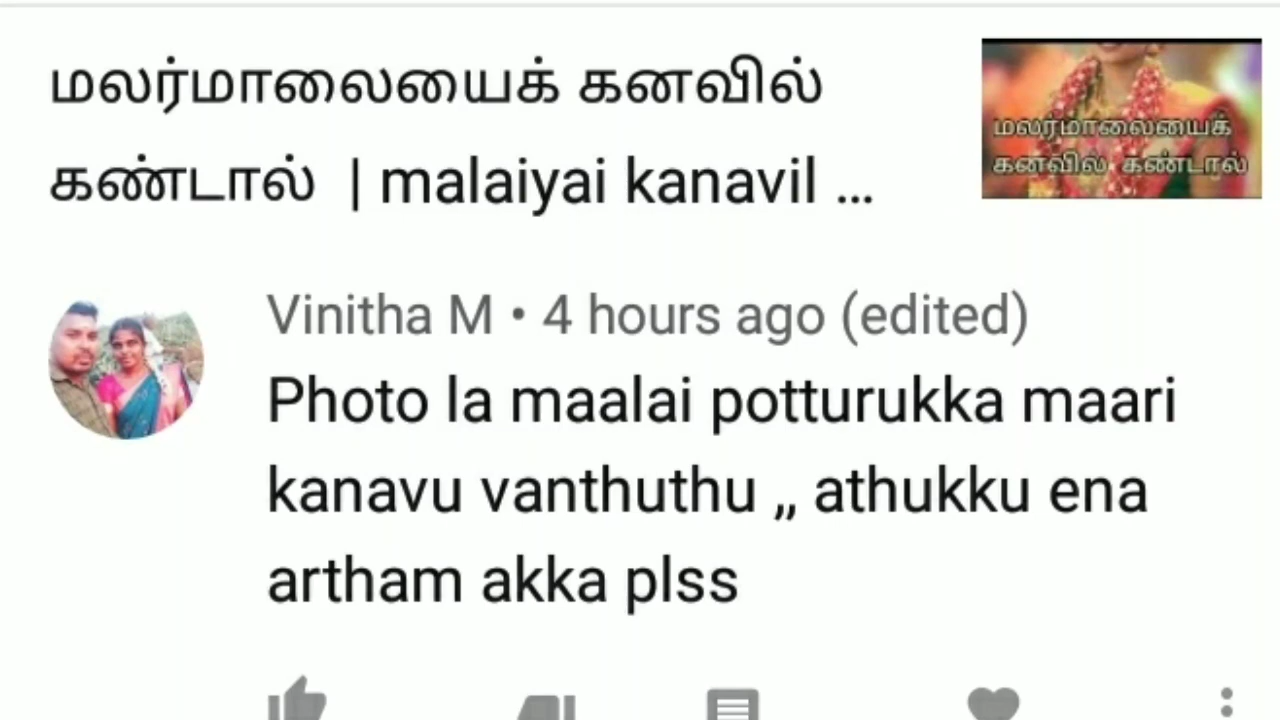 மலர்மாலையைக் கனவில்
கண்டால் | malaiyai kanavil ...
மலர்மாலையைக்
கனவில் கண்டால்
Vinitha M • 4 hours ago (edited)
Photo la maalai potturukka maari
kanavu vanthuthu ,, athukku ena
artham akka plss